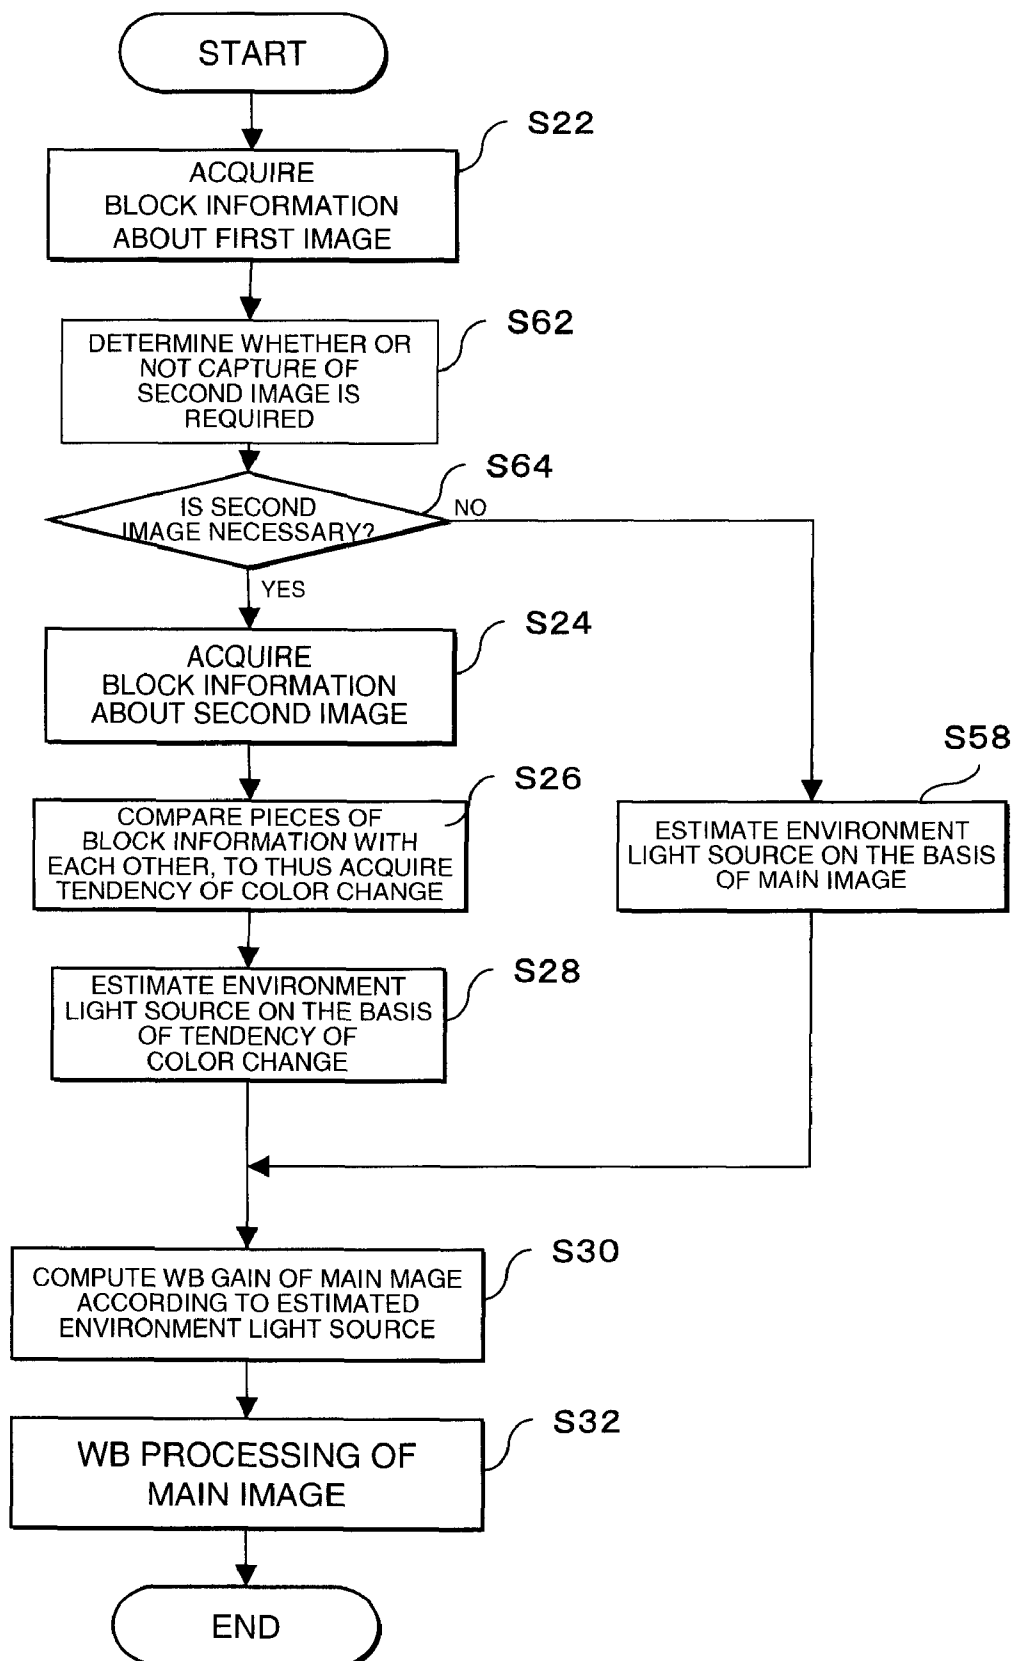 START
S22
ACQUIRE
BLOCK INFORMATION
ABOUT FIRST IMAGE
S62
DETERMINE WHETHER OR
NOT CAPTURE OF
SECOND IMAGE IS
REQUIRED
S64
IS SECOND
IMAGE NECESSARY?
NO
YES
S24
ACQUIRE
BLOCK INFORMATION
ABOUT SECOND IMAGE
S26
COMPARE PIECES OF
BLOCK INFORMATION WITH
EACH OTHER, TO THUS ACQUIRE
TENDENCY OF COLOR CHANGE
S58
ESTIMATE ENVIRONMENT
LIGHT SOURCE ON THE BASIS
OF MAIN IMAGE
S28
ESTIMATE ENVIRONMENT
LIGHT SOURCE ON THE BASIS
OF TENDENCY OF
COLOR CHANGE
S30
COMPUTE WB GAIN OF MAIN MAGE
ACCORDING TO ESTIMATED
ENVIRONMENT LIGHT SOURCE
S32
WB PROCESSING OF
MAIN IMAGE
END